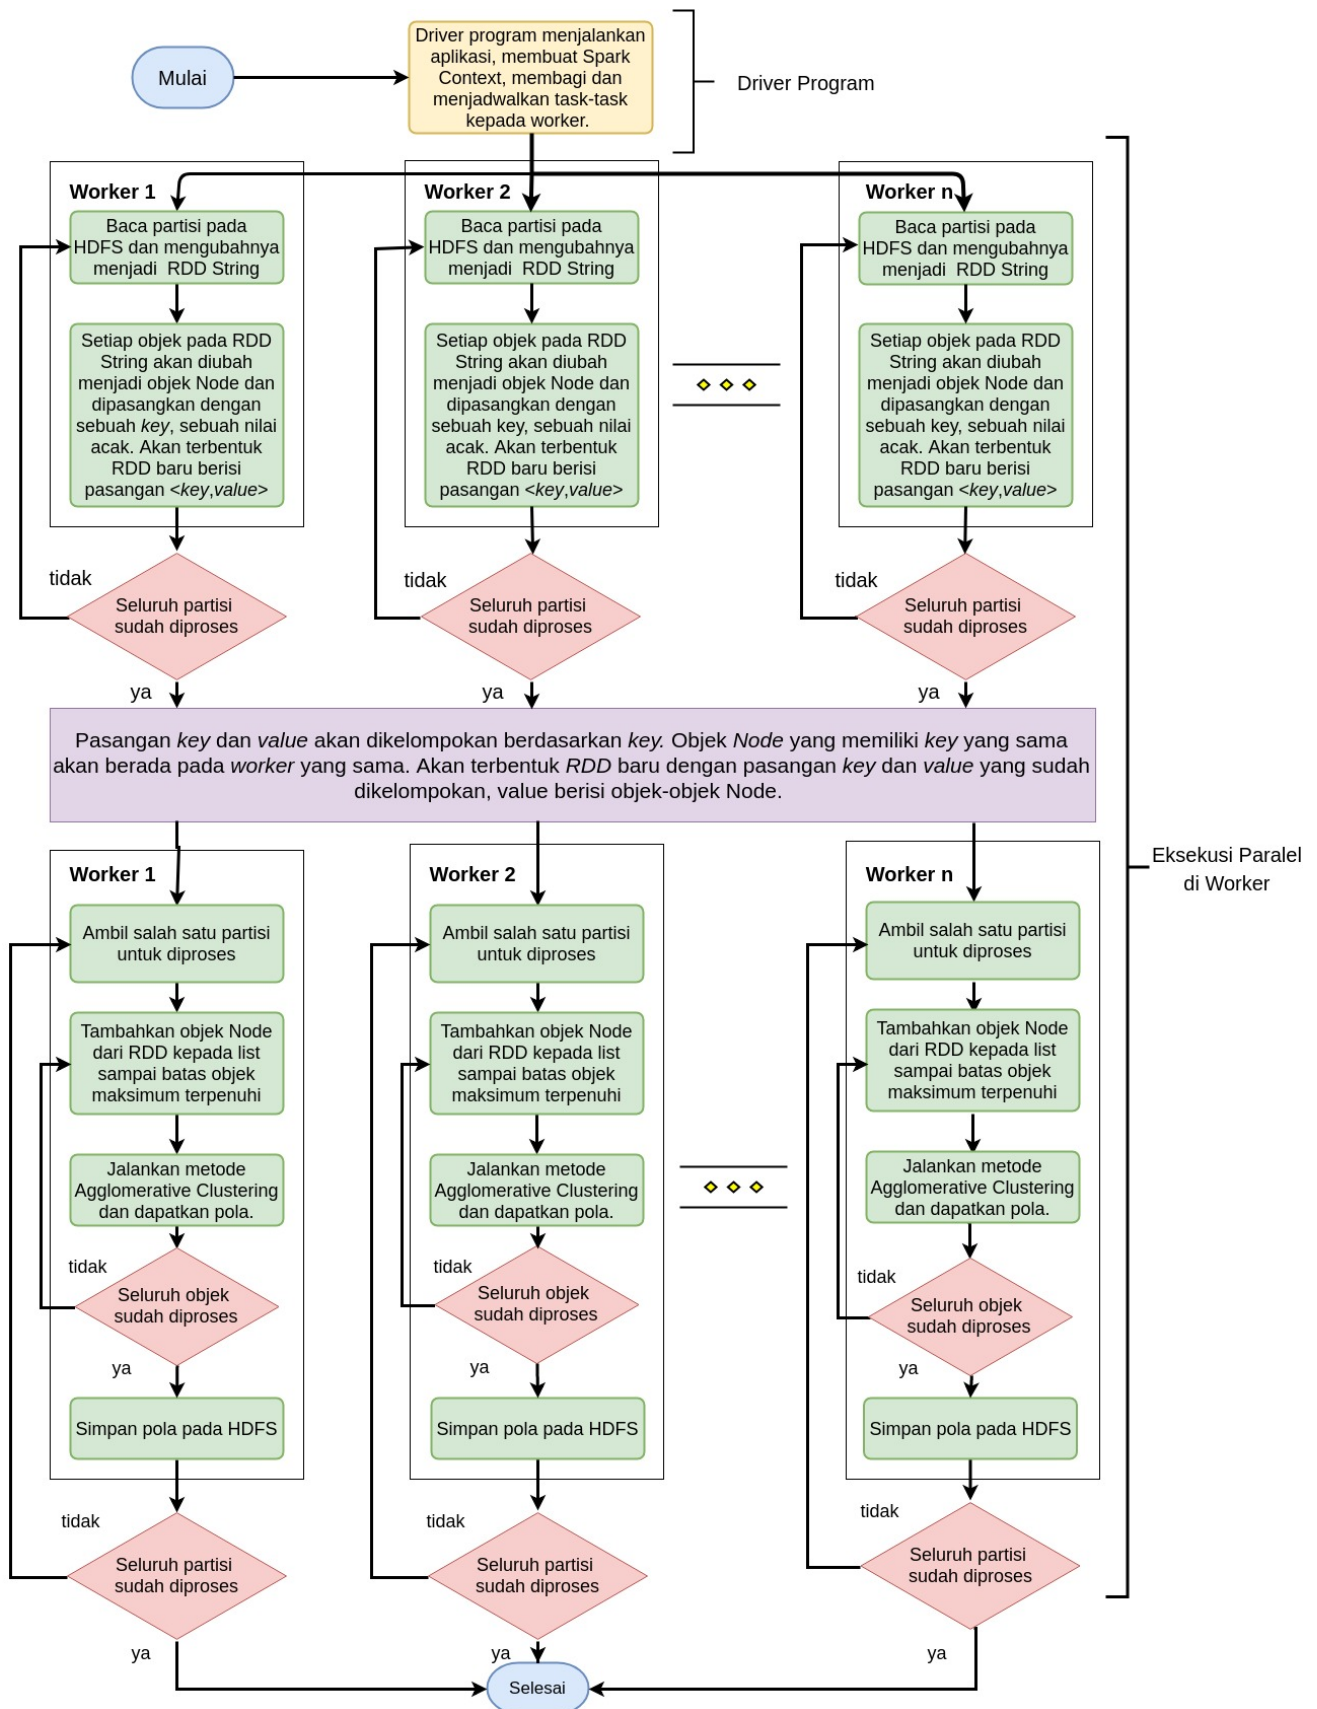 Mulai
Driver program menjalankan
aplikasi, membuat Spark
Context, membagi dan
menjadwalkan task-task
kepada worker.
Driver Program
Worker 1
Baca partisi pada
HDFS dan mengubahnya
menjadi RDD String
Setiap objek pada RDD
String akan diubah
menjadi objek Node dan
dipasangkan dengan
sebuah key, sebuah nilai
acak. Akan terbentuk
RDD baru berisi
pasangan <key,value>
tidak
Seluruh partisi
sudah diproses
ya
Worker 2
Baca partisi pada
HDFS dan mengubahnya
menjadi RDD String
Setiap objek pada RDD
String akan diubah
menjadi objek Node dan
dipasangkan dengan
sebuah key, sebuah nilai
acak. Akan terbentuk
RDD baru berisi
pasangan <key,value>
tidak
Seluruh partisi
sudah diproses
ya
Worker n
Baca partisi pada
HDFS dan mengubahnya
menjadi RDD String
Setiap objek pada RDD
String akan diubah
menjadi objek Node dan
dipasangkan dengan
sebuah key, sebuah nilai
acak. Akan terbentuk
RDD baru berisi
pasangan <key,value>
tidak
Seluruh partisi
sudah diproses
ya
Pasangan key dan value akan dikelompokan berdasarkan key. Objek Node yang memiliki key yang sama
akan berada pada worker yang sama. Akan terbentuk RDD baru dengan pasangan key dan value yang sudah
dikelompokan, value berisi objek-objek Node.
Eksekusi Paralel
di Worker
Worker 1
Ambil salah satu partisi
untuk diproses
Tambahkan objek Node
dari RDD kepada list
sampai batas objek
maksimum terpenuhi
Jalankan metode
Agglomerative Clustering
dan dapatkan pola.
tidak
Seluruh objek
sudah diproses
ya
Simpan pola pada HDFS
tidak
Seluruh partisi
sudah diproses
ya
Worker 2
Ambil salah satu partisi
untuk diproses
Tambahkan objek Node
dari RDD kepada list
sampai batas objek
maksimum terpenuhi
Jalankan metode
Agglomerative Clustering
dan dapatkan pola.
tidak
Seluruh objek
sudah diproses
ya
Simpan pola pada HDFS
tidak
Seluruh partisi
sudah diproses
ya
Worker n
Ambil salah satu partisi
untuk diproses
Tambahkan objek Node
dari RDD kepada list
sampai batas objek
maksimum terpenuhi
Jalankan metode
Agglomerative Clustering
dan dapatkan pola.
tidak
Seluruh objek
sudah diproses
ya
Simpan pola pada HDFS
tidak
Seluruh partisi
sudah diproses
ya
Selesai